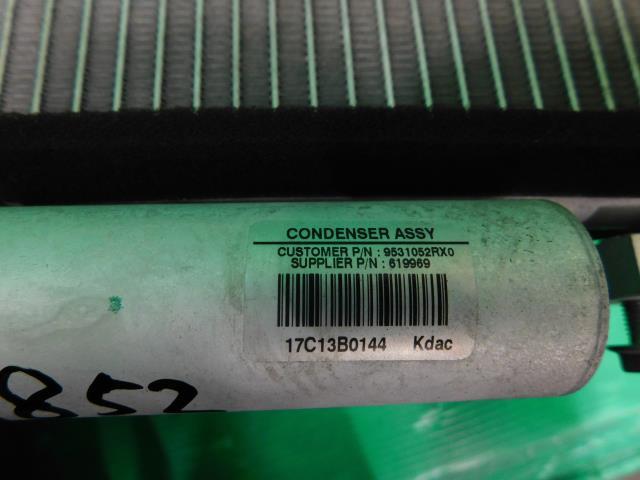 CONDENSER ASSY
CUSTOMER P/N : 9531052RX0
SUPPLIER P/N : 619969
17C13B0144 Kdac
852